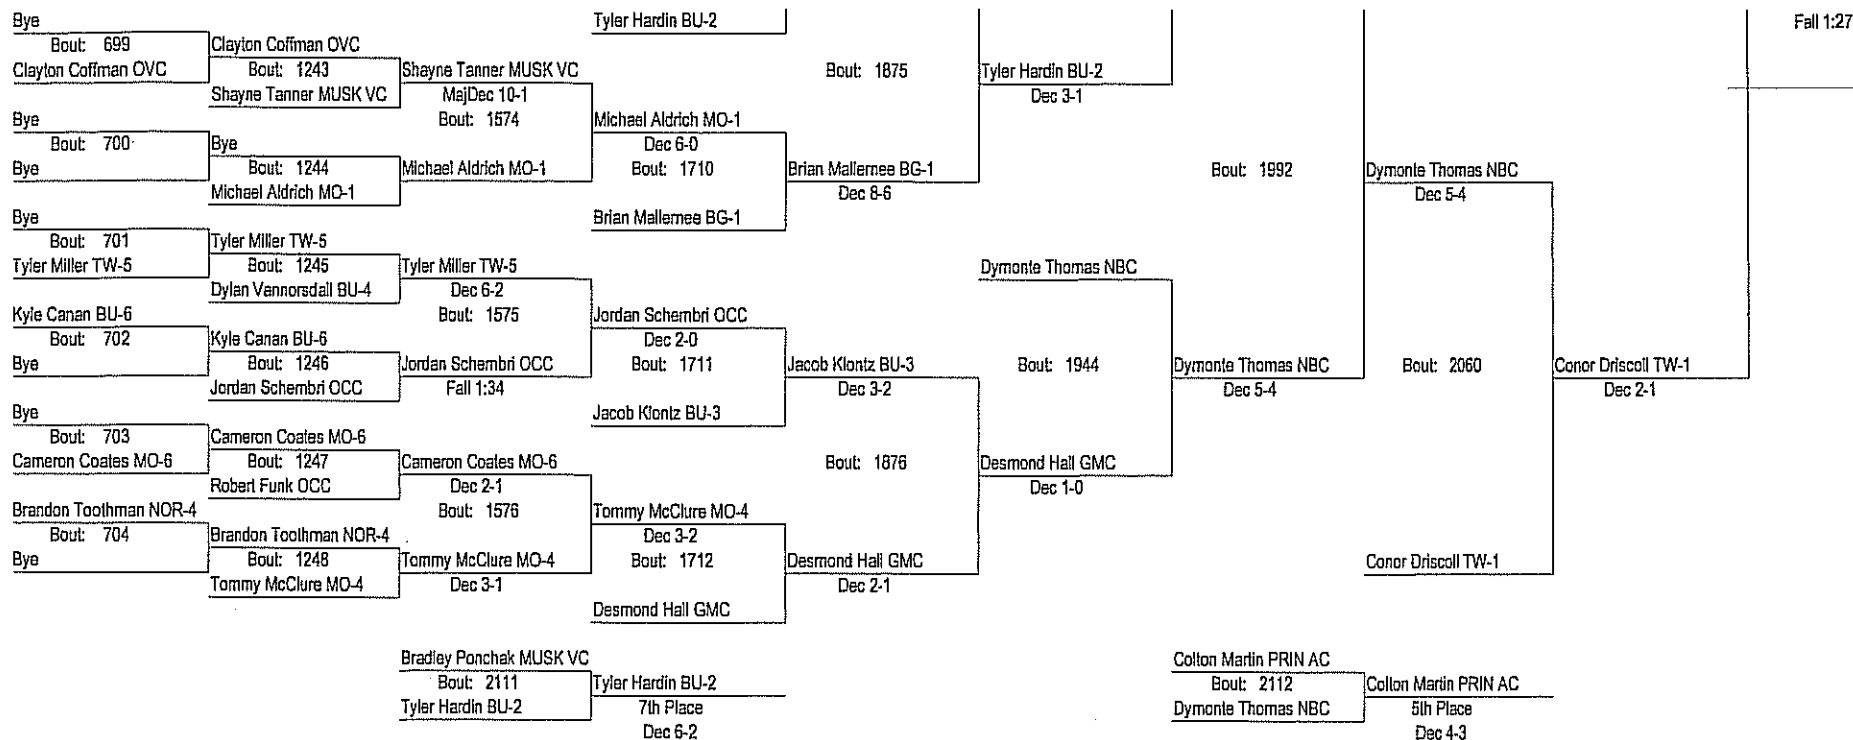 Bye
Bout: 699
Clayton Coffman OVC
Bye
Bout: 700
Bye
Bye
Bout: 701
Tyler Miller TW-5
Kyle Canan BU-6
Bout: 702
Bye
Bye
Bout: 703
Cameron Coates MO-6
Brandon Toothman NOR-4
Bout: 704
Bye
Clayton Coffman OVC
Bout: 1243
Shayne Tanner MUSK VC
Bye
Bout: 1244
Michael Aldrich MO-1
Tyler Miller TW-5
Bout: 1245
Dylan Vannorsdall BU-4
Kyle Canan BU-6
Bout: 1246
Jordan Schembri OCC
Cameron Coates MO-6
Bout: 1247
Robert Funk OCC
Brandon Toothman NOR-4
Bout: 1248
Tommy McClure MO-4
Shayne Tanner MUSK VC
MajDec 10-1
Bout: 1574
Michael Aldrich MO-1
Tyler Miller TW-5
Dec 6-2
Bout: 1575
Jordan Schembri OCC
Fall 1:34
Cameron Coates MO-6
Dec 2-1
Bout: 1576
Tommy McClure MO-4
Dec 3-1
Tyler Hardin BU-2
Michael Aldrich MO-1
Dec 6-0
Bout: 1710
Brian Mallernee BG-1
Jordan Schembri OCC
Dec 2-0
Bout: 1711
Jacob Klontz BU-3
Tommy McClure MO-4
Dec 3-2
Bout: 1712
Desmond Hall GMC
Bout: 1875
Brian Mallernee BG-1
Dec 8-6
Jacob Klontz BU-3
Dec 3-2
Bout: 1876
Desmond Hall GMC
Dec 2-1
Tyler Hardin BU-2
Dec 3-1
Dymonte Thomas NBC
Bout: 1944
Desmond Hall GMC
Dec 1-0
Bout: 1992
Dymonte Thomas NBC
Dec 5-4
Dymonte Thomas NBC
Dec 5-4
Bout: 2060
Conor Driscoll TW-1
Conor Driscoll TW-1
Dec 2-1
Fall 1:27
Bradley Ponchak MUSK VC
Bout: 2111
Tyler Hardin BU-2
Tyler Hardin BU-2
7th Place
Dec 6-2
Colton Martin PRIN AC
Bout: 2112
Dymonte Thomas NBC
Colton Martin PRIN AC
5th Place
Dec 4-3